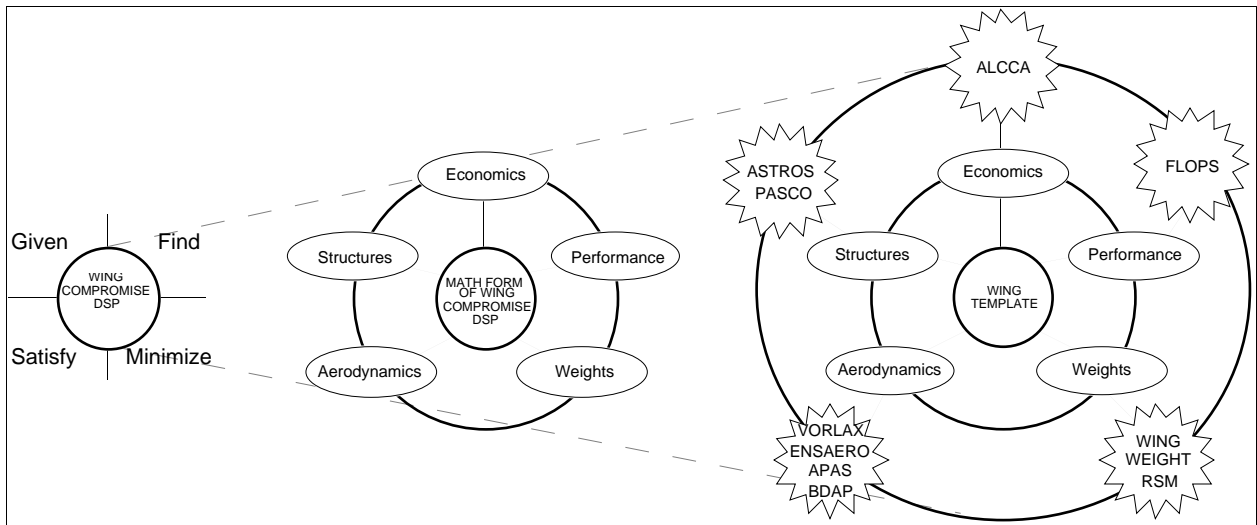 Given
Find
WING
COMPROMISE
DSP
Satisfy
Minimize
Economics
Structures
Performance
MATH FORM
OF WING
COMPROMISE
DSP
Aerodynamics
Weights
ALCCA
ASTROS
PASCO
FLOPS
Economics
Structures
Performance
WING
TEMPLATE
Aerodynamics
Weights
VORLAX
ENSAERO
APAS
BDAP
WING
WEIGHT
RSM